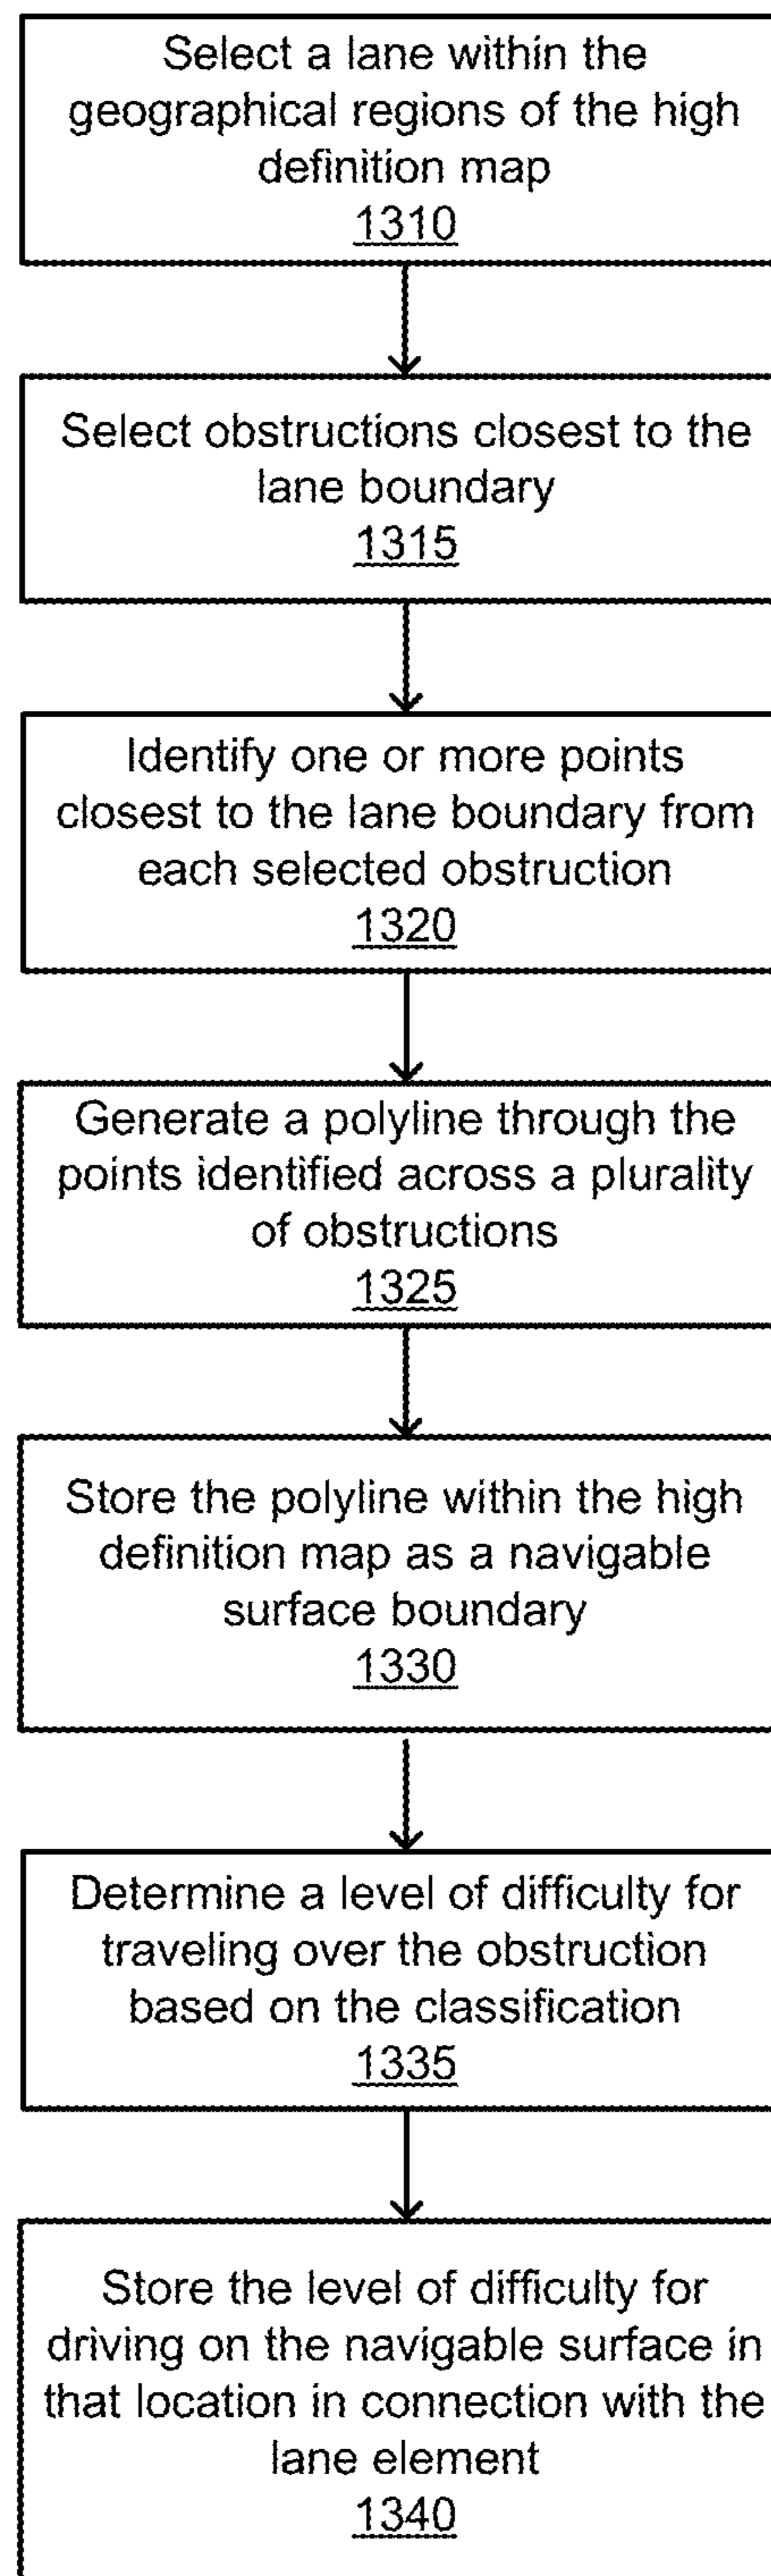 Select a lane within the
geographical regions of the high
definition map
1310
Select obstructions closest to the
lane boundary
1315
Identify one or more points
closest to the lane boundary from
each selected obstruction
1320
Generate a polyline through the
points identified across a plurality
of obstructions
1325
Store the polyline within the high
definition map as a navigable
surface boundary
1330
Determine a level of difficulty for
traveling over the obstruction
based on the classification
1335
Store the level of difficulty for
driving on the navigable surface in
that location in connection with the
lane element
1340